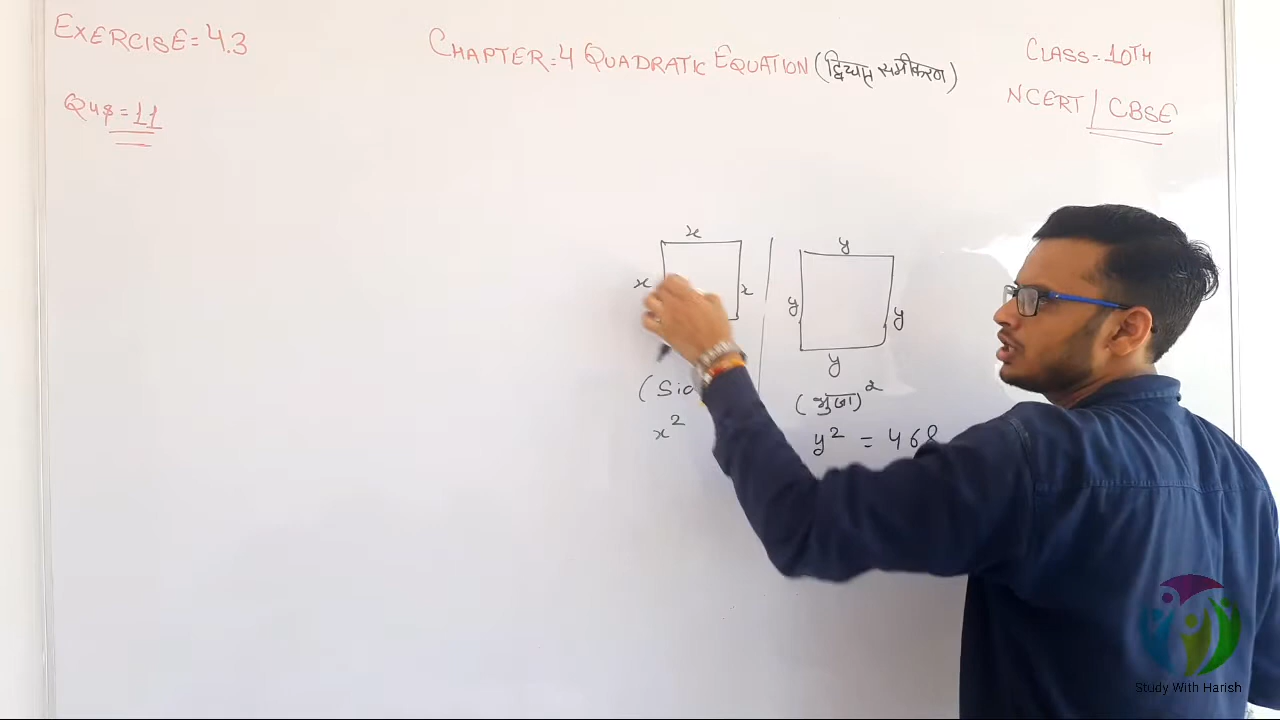 EXERCISE = 4.3
CHAPTER:4 QUADRATIC EQUATION (द्विघात समीकरण)
CLASS = 10TH
NCERT / CBSE
QUS = 11
x
x
x
y
y
y
y
(Sid
x²
(भुजा)²
y² = 468
Study With Harish